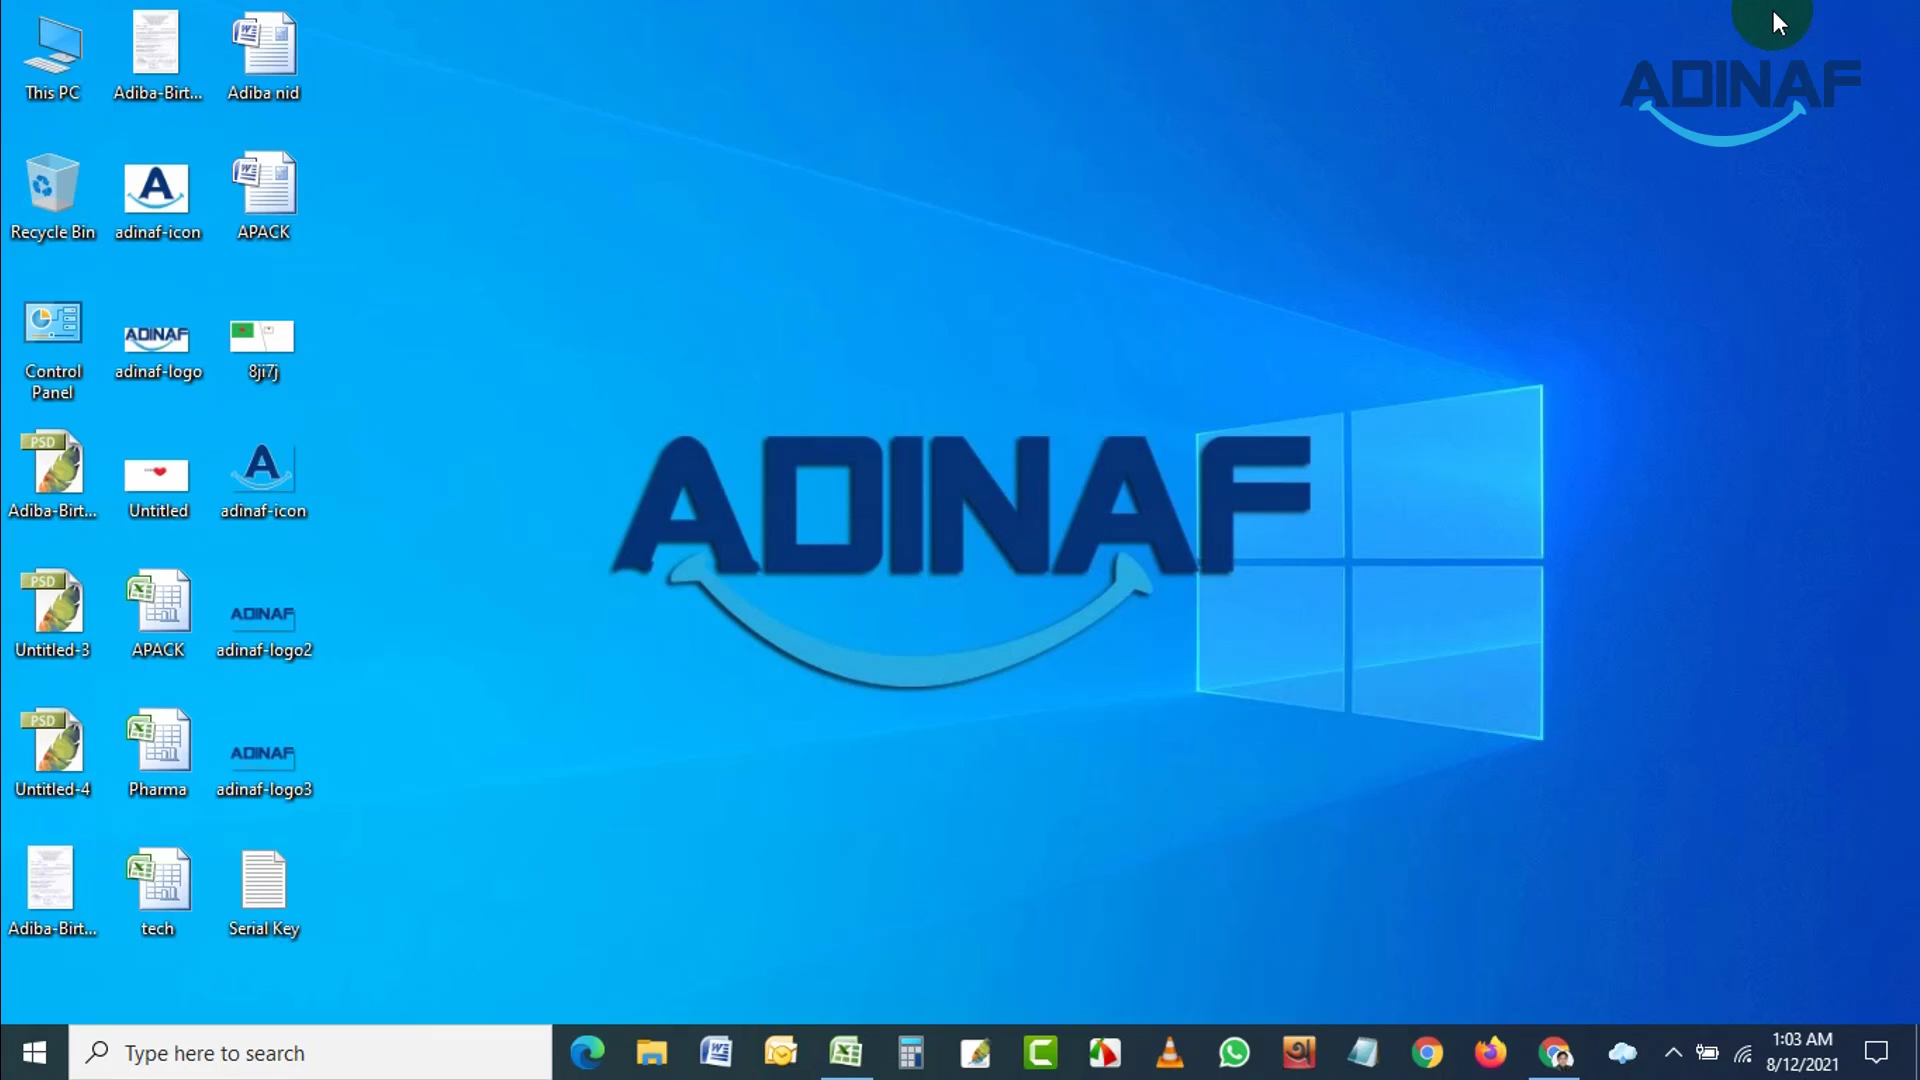 This PC
Adiba-Birt...
Adiba nid
ADINAF
Recycle Bin
A
adinaf-icon
APACK
Control
Panel
ADINAF
adinaf-logo
8ji7j
PSD
Adiba-Birt...
Untitled
A
adinaf-icon
ADINAF
PSD
Untitled-3
APACK
ADINAF
adinaf-logo2
PSD
Untitled-4
Pharma
ADINAF
adinaf-logo3
Adiba-Birt...
tech
Serial Key
Type here to search
1:03 AM
8/12/2021